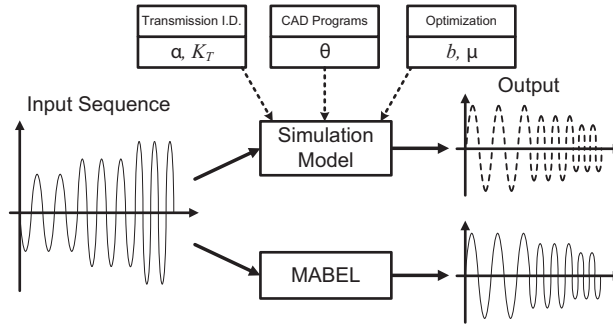 Transmission I.D.
CAD Programs
Optimization
α, K_T
θ
b, μ
Input Sequence
Output
Simulation
Model
MABEL